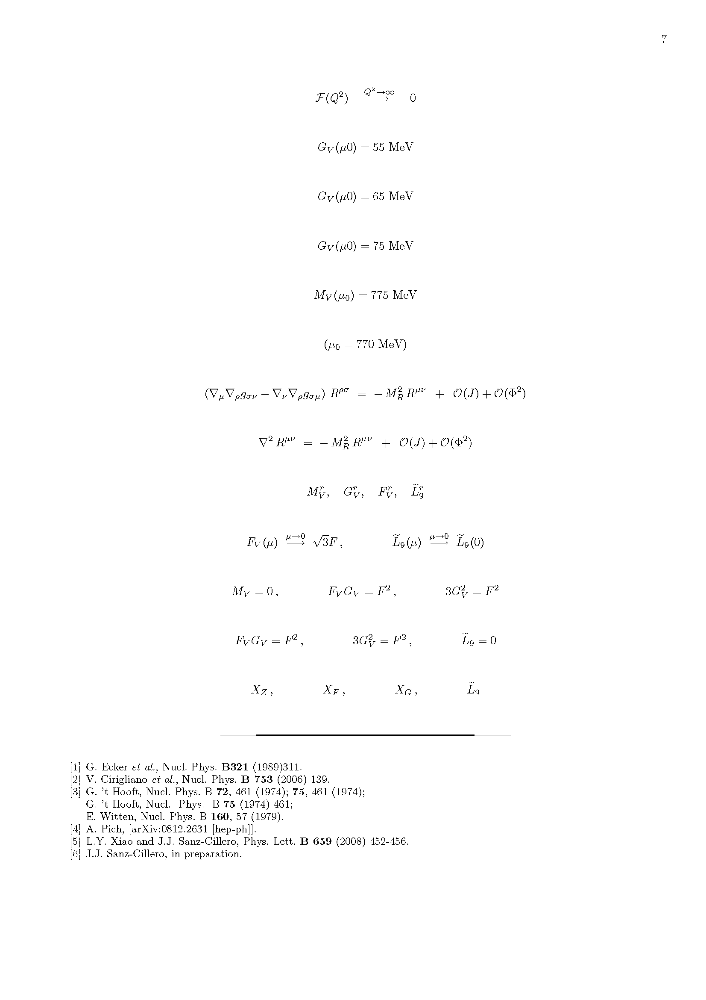 7
$\mathcal{F}(Q^2) \quad \stackrel{Q^2\to\infty}{\longrightarrow} \quad 0$
$G_V(\mu 0) = 55 \text{ MeV}$
$G_V(\mu 0) = 65 \text{ MeV}$
$G_V(\mu 0) = 75 \text{ MeV}$
$M_V(\mu_0) = 775 \text{ MeV}$
$(\mu_0 = 770 \text{ MeV})$
$(\nabla_\mu \nabla_\rho g_{\sigma\nu} - \nabla_\nu \nabla_\rho g_{\sigma\mu}) \, R^{\rho\sigma} \, = \, - M_R^2 \, R^{\mu\nu} \, + \, \mathcal{O}(J) + \mathcal{O}(\Phi^2)$
$\nabla^2 \, R^{\mu\nu} \, = \, - M_R^2 \, R^{\mu\nu} \, + \, \mathcal{O}(J) + \mathcal{O}(\Phi^2)$
$M_V^r, \quad G_V^r, \quad F_V^r, \quad \widetilde{L}_9^r$
$F_V(\mu) \stackrel{\mu\to 0}{\longrightarrow} \sqrt{3}F \, , \qquad \widetilde{L}_9(\mu) \stackrel{\mu\to 0}{\longrightarrow} \widetilde{L}_9(0)$
$M_V = 0 \, , \qquad F_V G_V = F^2 \, , \qquad 3G_V^2 = F^2$
$F_V G_V = F^2 \, , \qquad 3G_V^2 = F^2 \, , \qquad \widetilde{L}_9 = 0$
$X_Z \, , \qquad X_F \, , \qquad X_G \, , \qquad \widetilde{L}_9$
[1] G. Ecker et al., Nucl. Phys. B321 (1989)311.
[2] V. Cirigliano et al., Nucl. Phys. B 753 (2006) 139.
[3] G. 't Hooft, Nucl. Phys. B 72, 461 (1974); 75, 461 (1974);
G. 't Hooft, Nucl. Phys. B 75 (1974) 461;
E. Witten, Nucl. Phys. B 160, 57 (1979).
[4] A. Pich, [arXiv:0812.2631 [hep-ph]].
[5] L.Y. Xiao and J.J. Sanz-Cillero, Phys. Lett. B 659 (2008) 452-456.
[6] J.J. Sanz-Cillero, in preparation.